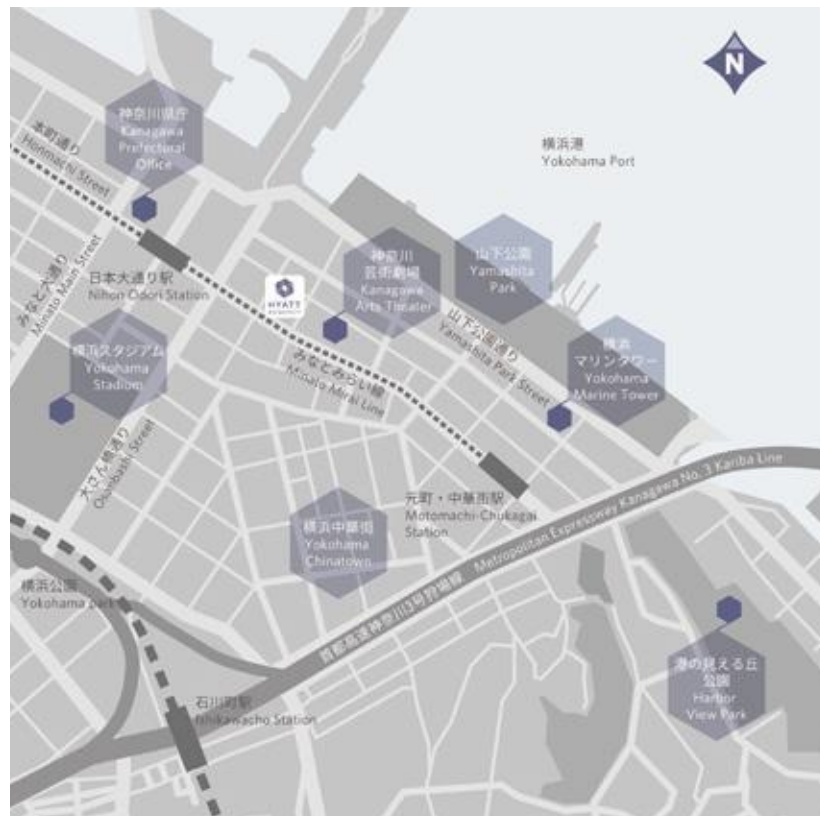 N
横浜港
Yokohama Port
神奈川県庁
Kanagawa
Prefectural
Office
本町通り
Honmachi Street
日本大通り駅
Nihon Odori Station
みなと大通り
Minato Main Street
HYATT
神奈川
芸術劇場
Kanagawa
Arts Theater
山下公園
Yamashita
Park
山下公園通り
Yamashita Park Street
横浜
マリンタワー
Yokohama
Marine Tower
横浜スタジアム
Yokohama
Stadiom
みなとみらい線
Minato Mirai Line
大さん橋通り
Osanbashi Street
元町・中華街駅
Motomachi-Chukagai
Station
横浜中華街
Yokohama
Chinatown
首都高速神奈川3号狩場線 Metropolitan Expressway Kanagawa No. 3 Kariba Line
横浜公園
Yokohama park
港の見える丘
公園
Harbor
View Park
石川町駅
Ishikawacho Station